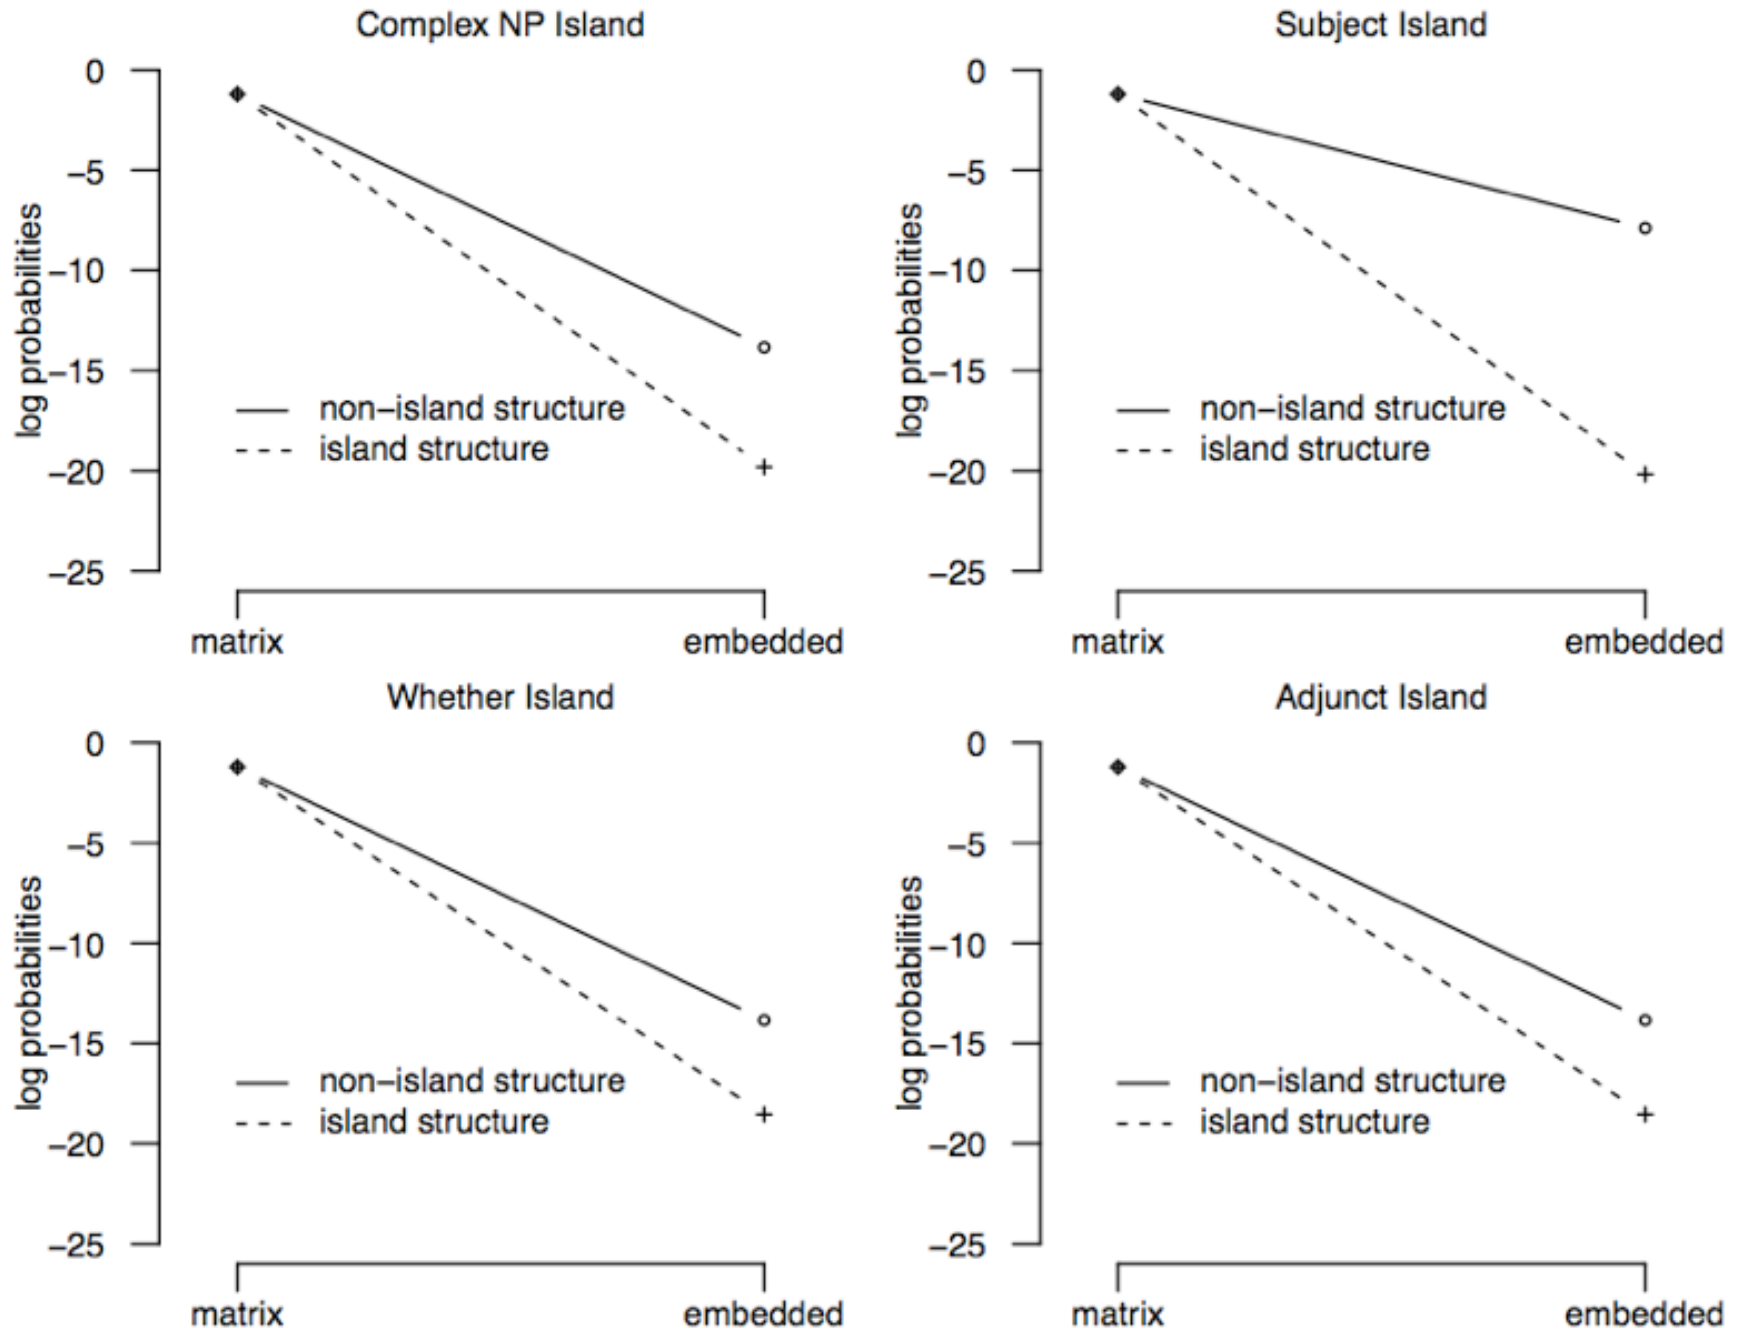 Complex NP Island
0
−5
−10
−15
−20
−25
log probabilities
non−island structure
island structure
matrix
embedded
Subject Island
0
−5
−10
−15
−20
−25
log probabilities
non−island structure
island structure
matrix
embedded
Whether Island
0
−5
−10
−15
−20
−25
log probabilities
non−island structure
island structure
matrix
embedded
Adjunct Island
0
−5
−10
−15
−20
−25
log probabilities
non−island structure
island structure
matrix
embedded